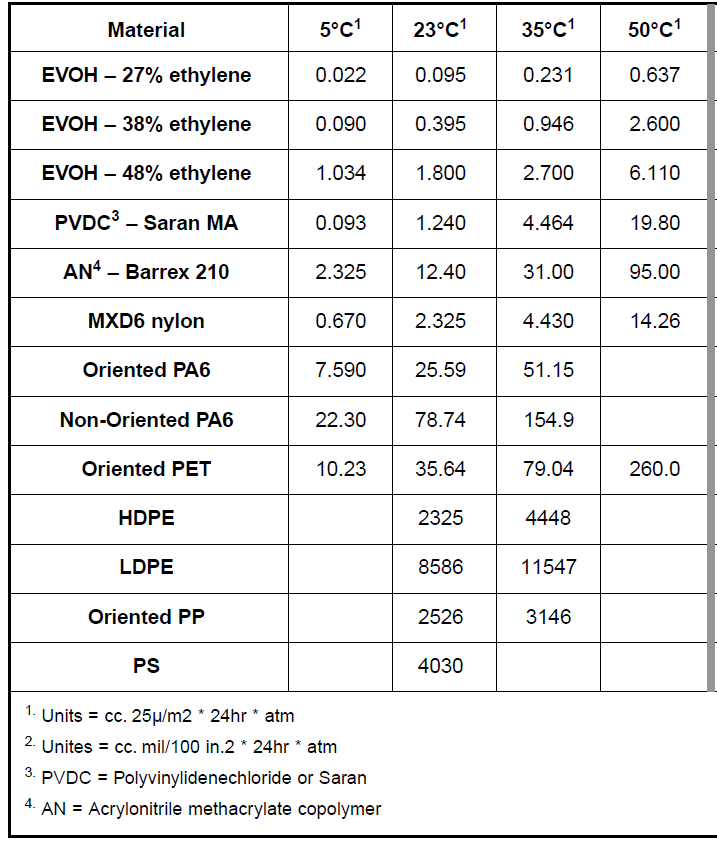 Material 5°C1 23°C1 35°C1 50°C1
EVOH – 27% ethylene 0.022 0.095 0.231 0.637
EVOH – 38% ethylene 0.090 0.395 0.946 2.600
EVOH – 48% ethylene 1.034 1.800 2.700 6.110
PVDC3 – Saran MA 0.093 1.240 4.464 19.80
AN4 – Barrex 210 2.325 12.40 31.00 95.00
MXD6 nylon 0.670 2.325 4.430 14.26
Oriented PA6 7.590 25.59 51.15
Non-Oriented PA6 22.30 78.74 154.9
Oriented PET 10.23 35.64 79.04 260.0
HDPE 2325 4448
LDPE 8586 11547
Oriented PP 2526 3146
PS 4030
1. Units = cc. 25µ/m2 * 24hr * atm
2. Unites = cc. mil/100 in.2 * 24hr * atm
3. PVDC = Polyvinylidenechloride or Saran
4. AN = Acrylonitrile methacrylate copolymer